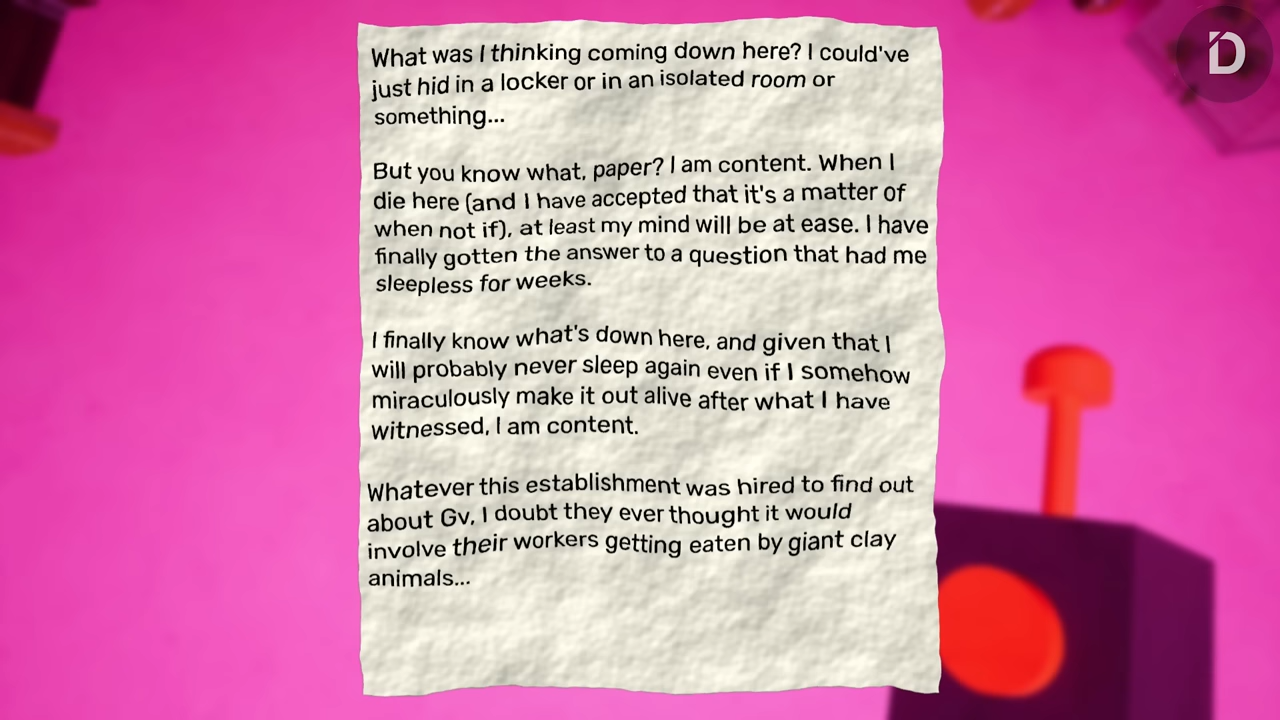 What was I thinking coming down here? I could've
just hid in a locker or in an isolated room or
something...
But you know what, paper? I am content. When I
die here (and I have accepted that it's a matter of
when not if), at least my mind will be at ease. I have
finally gotten the answer to a question that had me
sleepless for weeks.
I finally know what's down here, and given that I
will probably never sleep again even if I somehow
miraculously make it out alive after what I have
witnessed, I am content.
Whatever this establishment was hired to find out
about Gv, I doubt they ever thought it would
involve their workers getting eaten by giant clay
animals...
D